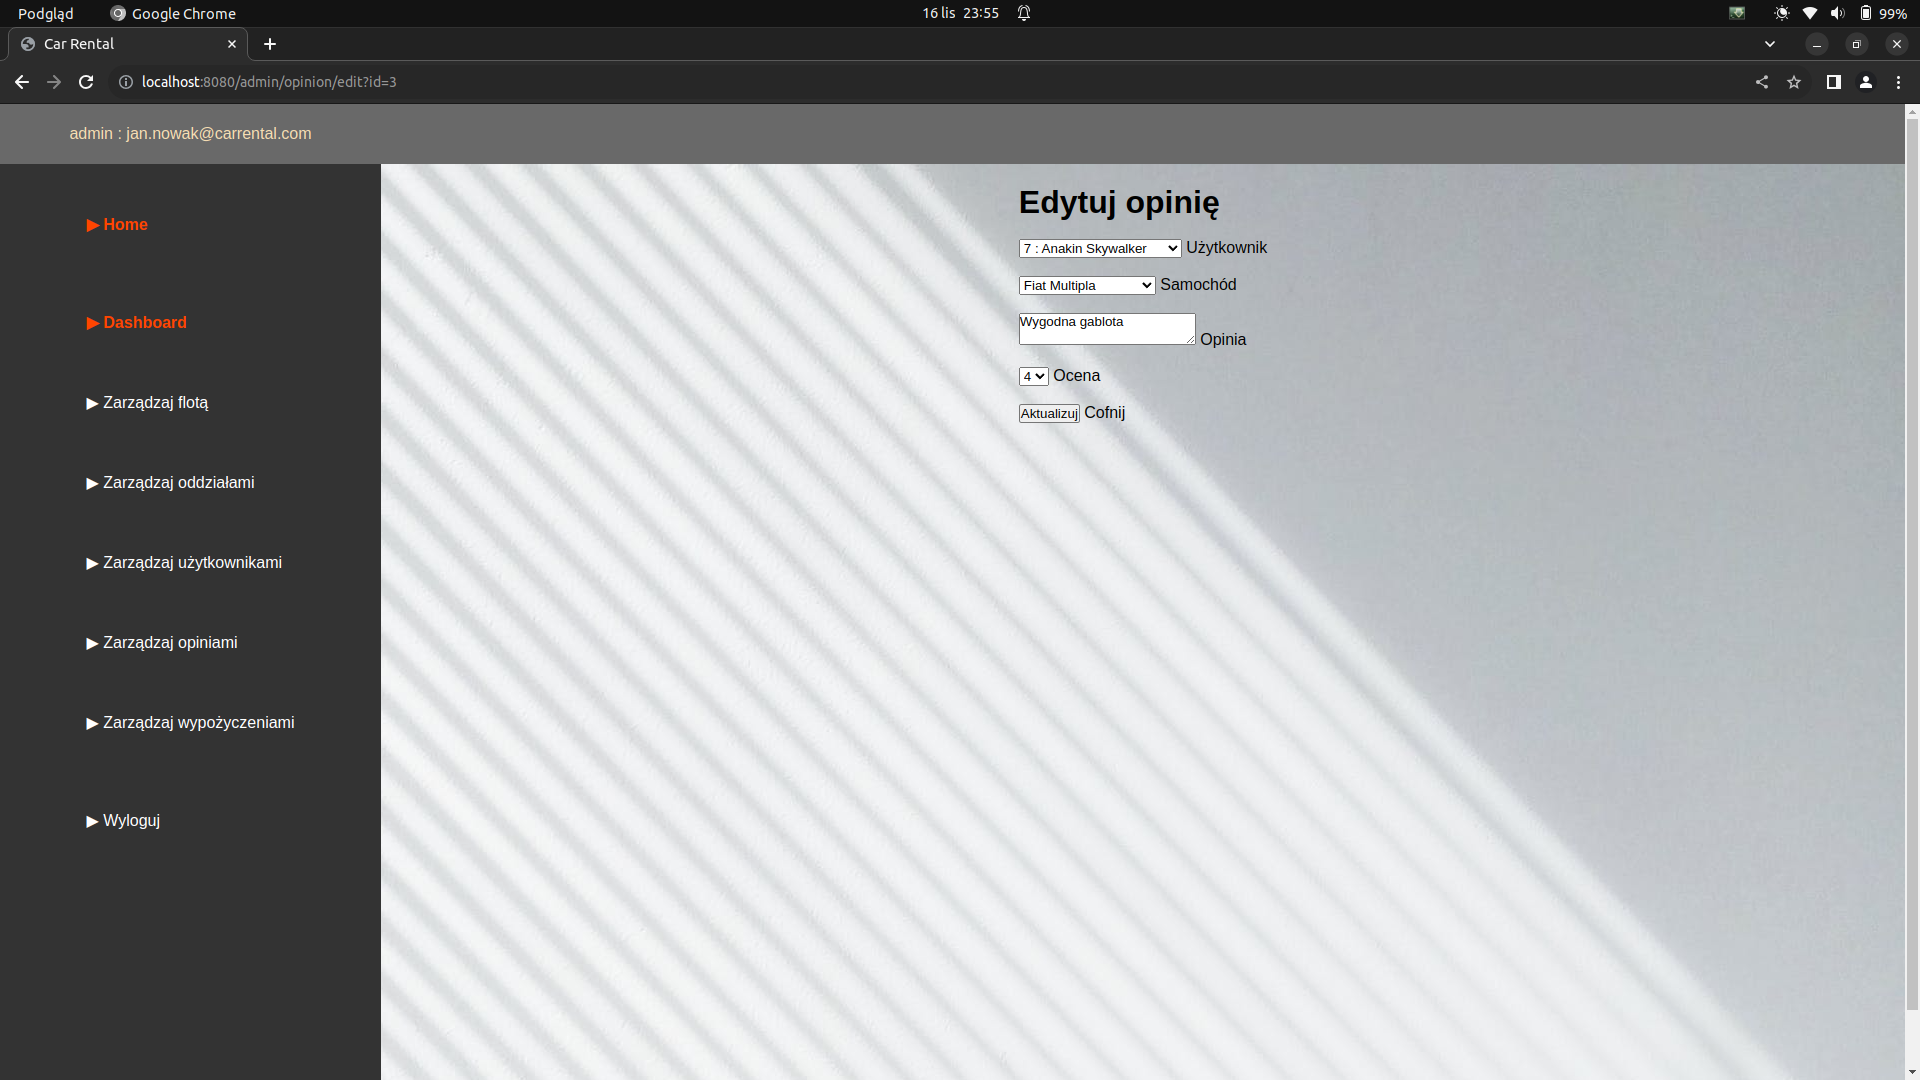 Podgląd Google Chrome 16 lis 23:55 99%
Car Rental
localhost:8080/admin/opinion/edit?id=3
admin : jan.nowak@carrental.com
▶ Home
▶ Dashboard
▶ Zarządzaj flotą
▶ Zarządzaj oddziałami
▶ Zarządzaj użytkownikami
▶ Zarządzaj opiniami
▶ Zarządzaj wypożyczeniami
▶ Wyloguj
Edytuj opinię
7 : Anakin Skywalker Użytkownik
Fiat Multipla Samochód
Wygodna gablota Opinia
4 Ocena
Aktualizuj Cofnij